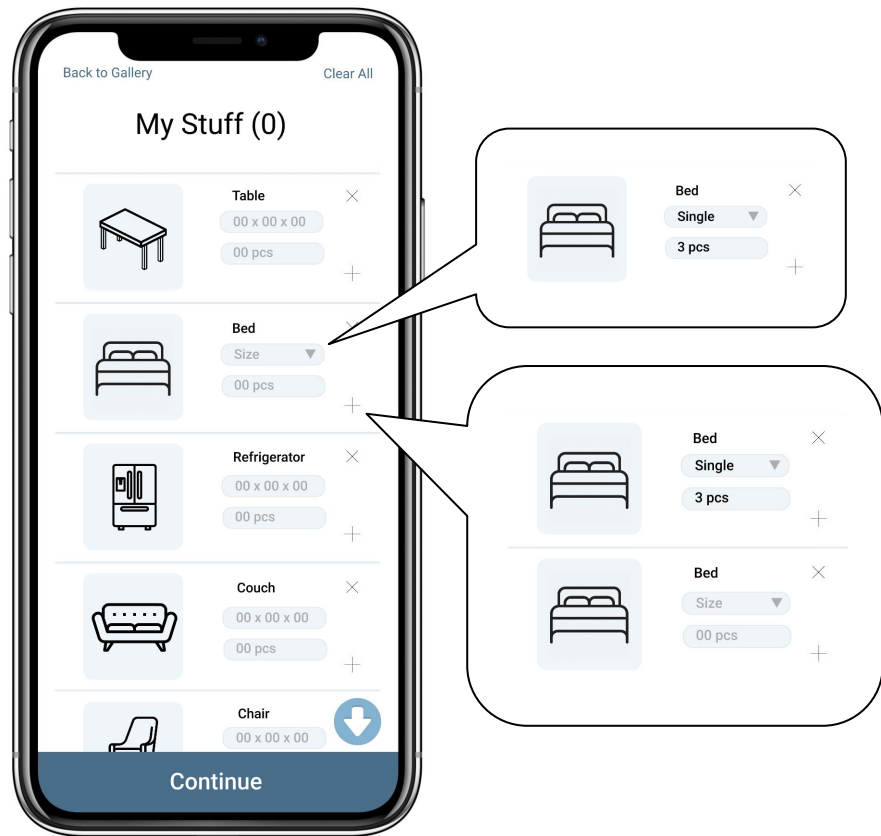 Back to Gallery Clear All
My Stuff (0)
Table
00 x 00 x 00
00 pcs
Bed
Size
00 pcs
Refrigerator
00 x 00 x 00
00 pcs
Couch
00 x 00 x 00
00 pcs
Chair
00 x 00 x 00
Continue
Bed
Single
3 pcs
Bed
Single
3 pcs
Bed
Size
00 pcs